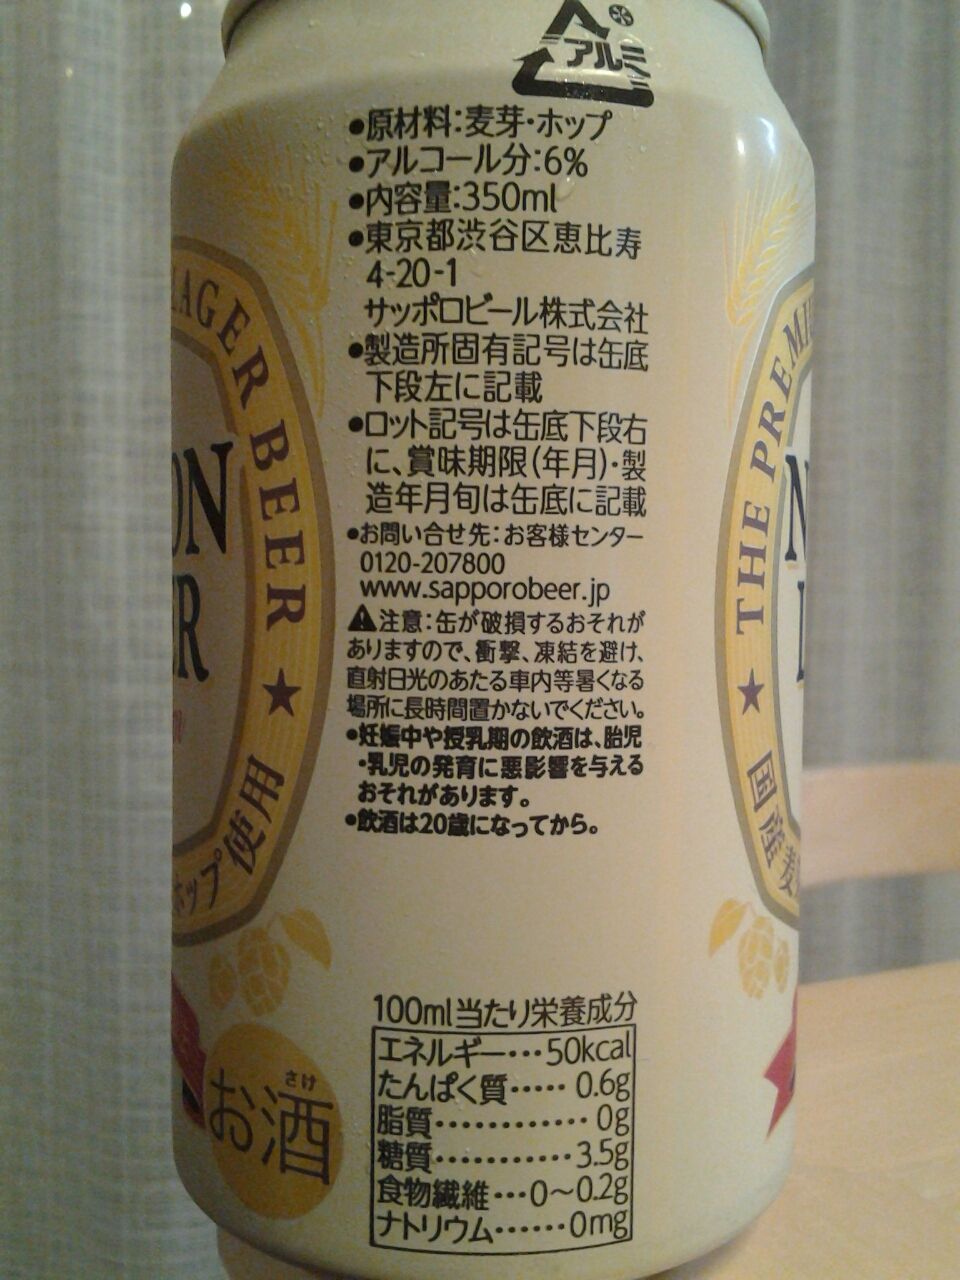 アルミ
●原材料:麦芽・ホップ
●アルコール分:6%
●内容量:350ml
●東京都渋谷区恵比寿
4-20-1
サッポロビール株式会社
●製造所固有記号は缶底
下段左に記載
●ロット記号は缶底下段右
に、賞味期限(年月)・製
造年月旬は缶底に記載
●お問い合せ先:お客様センター
0120-207800
www.sapporobeer.jp
注意:缶が破損するおそれが
ありますので、衝撃、凍結を避け、
直射日光のあたる車内等暑くなる
場所に長時間置かないでください。
●妊娠中や授乳期の飲酒は、胎児
・乳児の発育に悪影響を与える
おそれがあります。
●飲酒は20歳になってから。
100ml当たり栄養成分
エネルギー…50kcal
たんぱく質…… 0.6g
脂質………… 0g
糖質…………3.5g
食物繊維…0〜0.2g
ナトリウム……0mg
LAGER BEER ★
ホップ使用
さけ
お酒
★ THE PREMI
国産麦